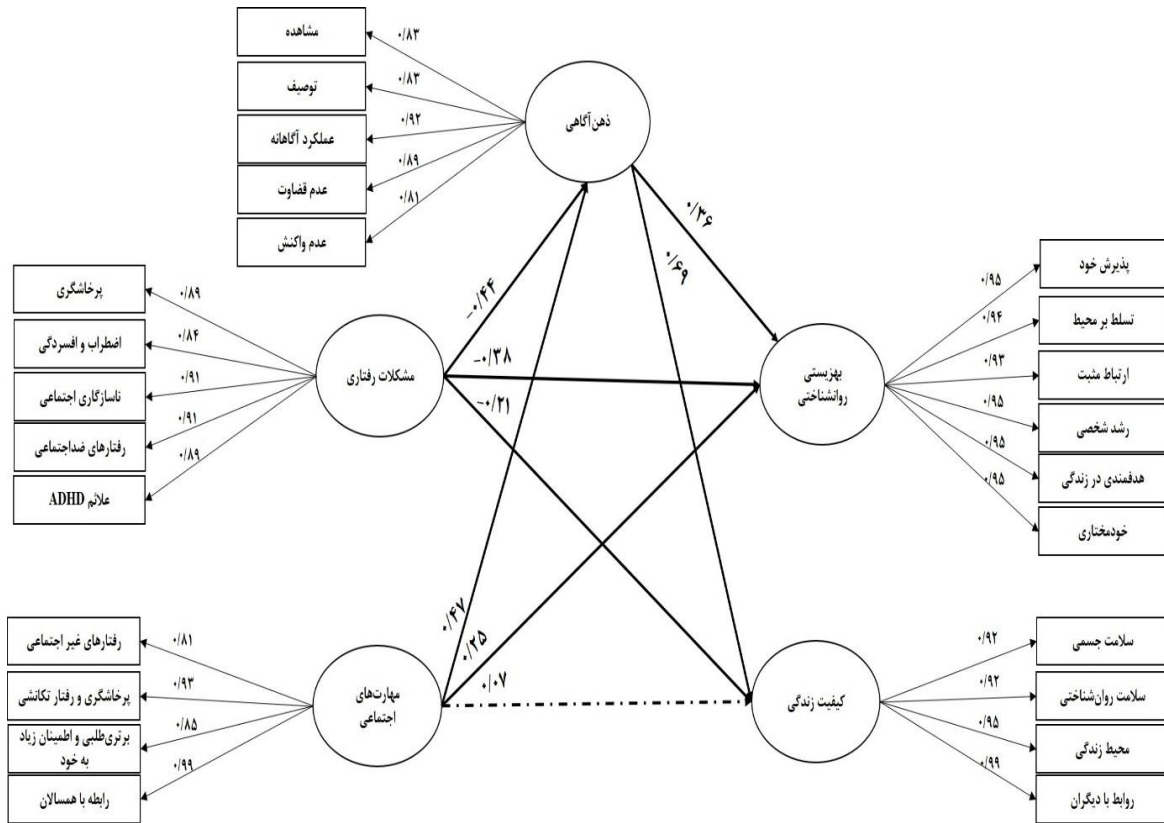 مشاهده
۰/۸۳
توصیف
۰/۸۳
عملکرد آگاهانه
۰/۹۲
عدم قضاوت
۰/۸۹
عدم واکنش
۰/۸۱
ذهن‌آگاهی
۰/۳۶
۰/۶۹
پرخاشگری
۰/۸۹
اضطراب و افسردگی
۰/۸۴
ناسازگاری اجتماعی
۰/۹۱
رفتارهای ضداجتماعی
۰/۹۱
علائم ADHD
۰/۸۹
مشکلات رفتاری
-۰/۴۴
-۰/۳۸
-۰/۲۱
بهزیستی
روانشناختی
پذیرش خود
۰/۹۵
تسلط بر محیط
۰/۹۴
ارتباط مثبت
۰/۹۳
رشد شخصی
۰/۹۵
هدفمندی در زندگی
۰/۹۵
خودمختاری
۰/۹۵
رفتارهای غیر اجتماعی
۰/۸۱
پرخاشگری و رفتار تکانشی
۰/۹۳
برتری‌طلبی و اطمینان زیاد
به خود
۰/۸۵
رابطه با همسالان
۰/۹۹
مهارت‌های
اجتماعی
۰/۴۷
۰/۲۵
۰/۰۷
کیفیت زندگی
سلامت جسمی
۰/۹۲
سلامت روان‌شناختی
۰/۹۲
محیط زندگی
۰/۹۵
روابط با دیگران
۰/۹۹